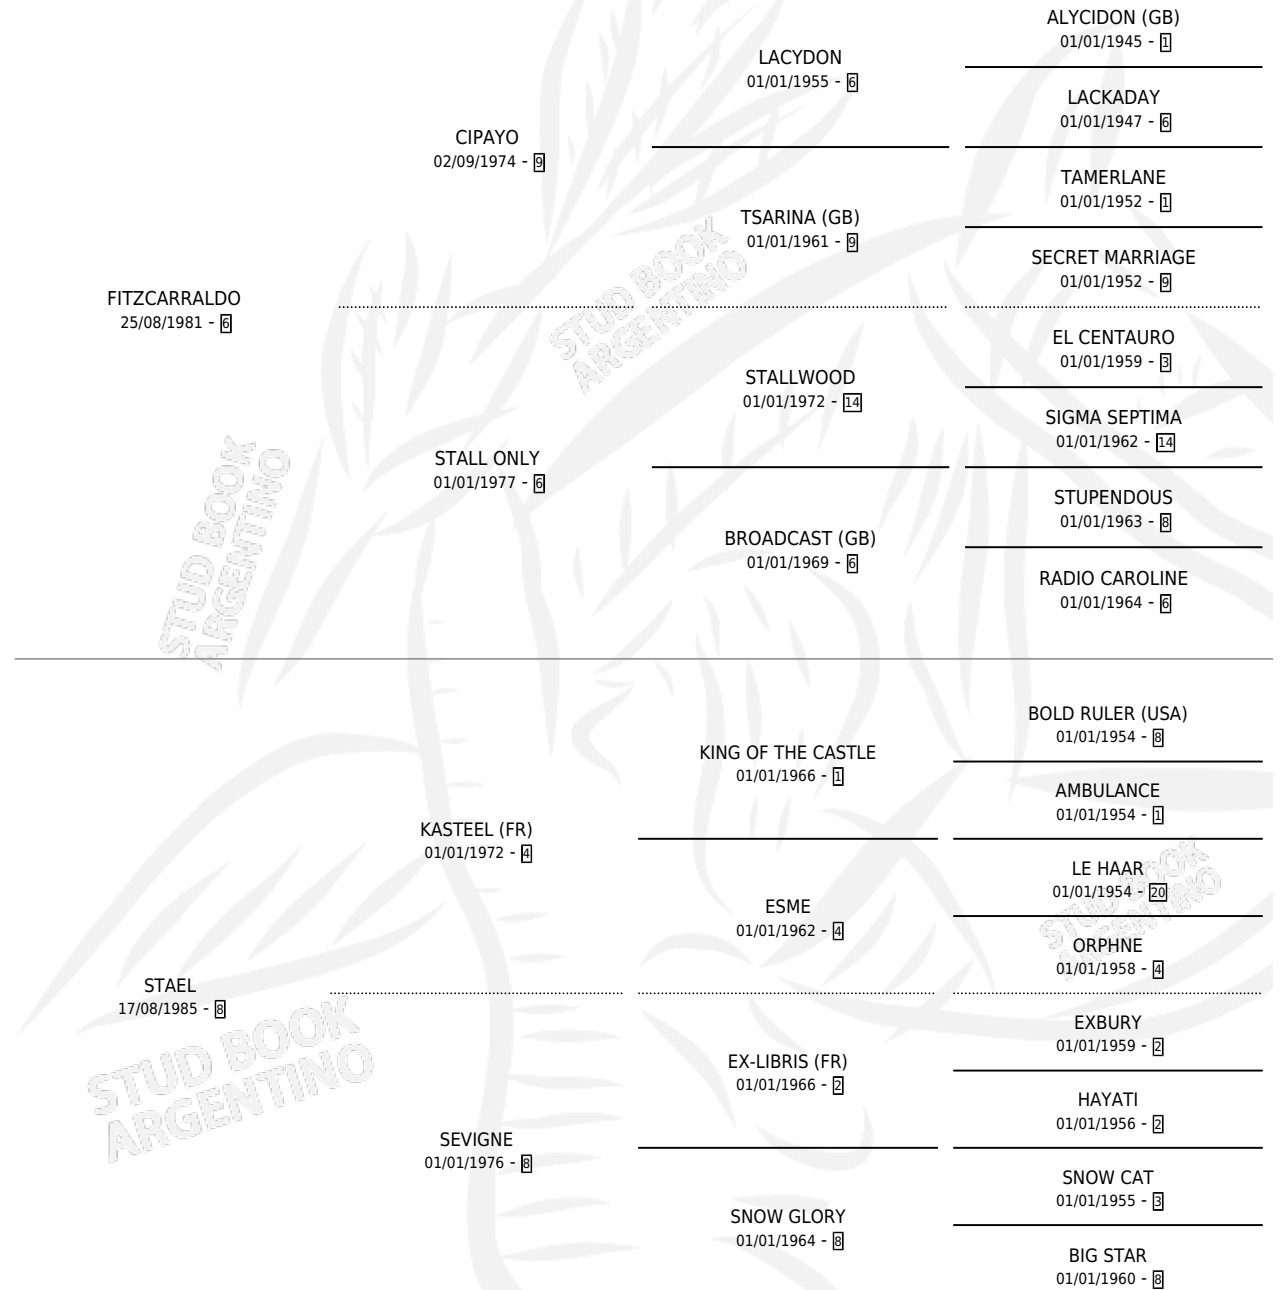 ALYCIDON (GB)
01/01/1945 - 1
LACYDON
01/01/1955 - 6
LACKADAY
01/01/1947 - 6
CIPAYO
02/09/1974 - 9
TAMERLANE
01/01/1952 - 1
TSARINA (GB)
01/01/1961 - 9
SECRET MARRIAGE
01/01/1952 - 9
FITZCARRALDO
25/08/1981 - 6
EL CENTAURO
01/01/1959 - 3
STALLWOOD
01/01/1972 - 14
SIGMA SEPTIMA
01/01/1962 - 14
STALL ONLY
01/01/1977 - 6
STUPENDOUS
01/01/1963 - 8
BROADCAST (GB)
01/01/1969 - 6
RADIO CAROLINE
01/01/1964 - 6
BOLD RULER (USA)
01/01/1954 - 8
KING OF THE CASTLE
01/01/1966 - 1
AMBULANCE
01/01/1954 - 1
KASTEEL (FR)
01/01/1972 - 4
LE HAAR
01/01/1954 - 20
ESME
01/01/1962 - 4
ORPHNE
01/01/1958 - 4
STAEL
17/08/1985 - 8
EXBURY
01/01/1959 - 2
EX-LIBRIS (FR)
01/01/1966 - 2
HAYATI
01/01/1956 - 2
SEVIGNE
01/01/1976 - 8
SNOW CAT
01/01/1955 - 3
SNOW GLORY
01/01/1964 - 8
BIG STAR
01/01/1960 - 8
STUD BOOK
ARGENTINO
STUD BOOK
ARGENTINO
STUD BOOK
ARGENTINO
STUD BOOK
ARGENTINO